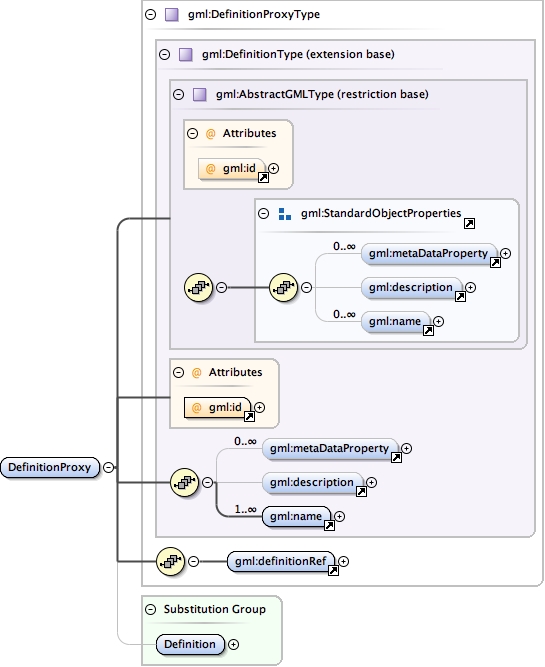 gml:DefinitionProxyType
gml:DefinitionType (extension base)
gml:AbstractGMLType (restriction base)
@ Attributes
@ gml:id
gml:StandardObjectProperties
0..∞
gml:metaDataProperty
gml:description
0..∞
gml:name
@ Attributes
@ gml:id
0..∞
gml:metaDataProperty
DefinitionProxy
gml:description
1..∞
gml:name
gml:definitionRef
Substitution Group
Definition